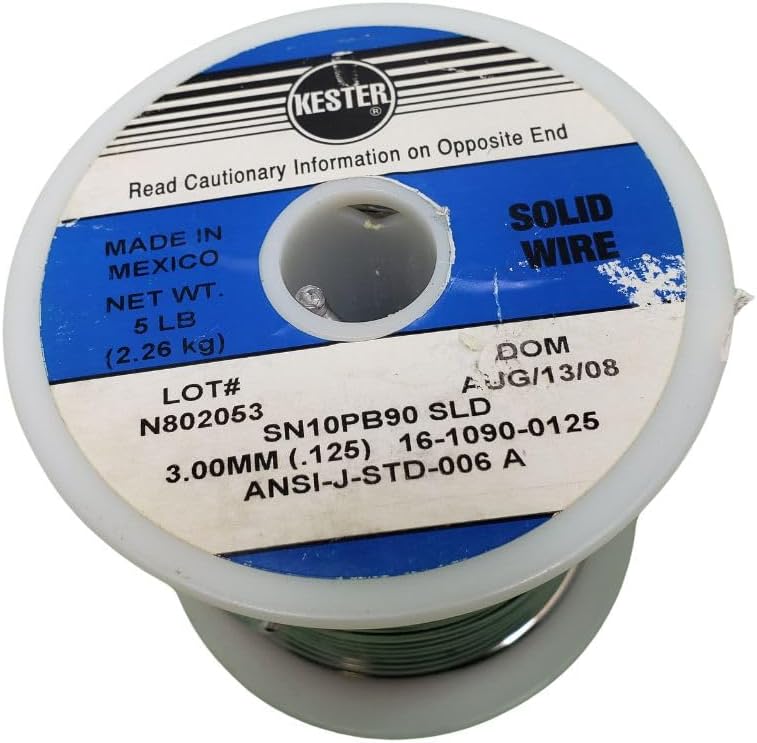 KESTER®
Read Cautionary Information on Opposite End
MADE IN
MEXICO
NET WT.
5 LB
(2.26 kg)
SOLID
WIRE
LOT#
N802053
DOM
AUG/13/08
SN10PB90 SLD
3.00MM (.125) 16-1090-0125
ANSI-J-STD-006 A